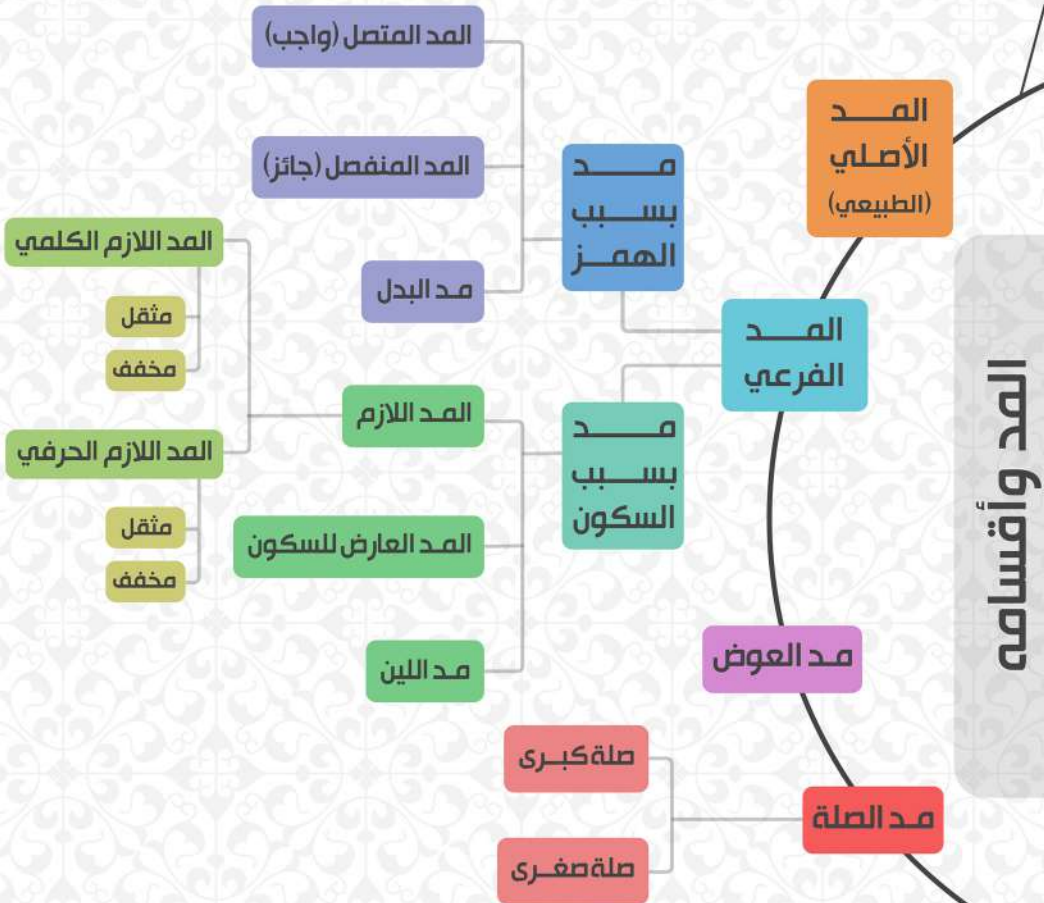 المد وأقسامه
المد
الأصلي
(الطبيعي)
المد
الفرعي
مد
بسبب
الهمز
المد المتصل (واجب)
المد المنفصل (جائز)
مد البدل
مد
بسبب
السكون
المد اللازم
المد اللازم الكلمي
مثقل
مخفف
المد اللازم الحرفي
مثقل
مخفف
المد العارض للسكون
مد اللين
مد العوض
مد الصلة
صلة كبرى
صلة صغرى